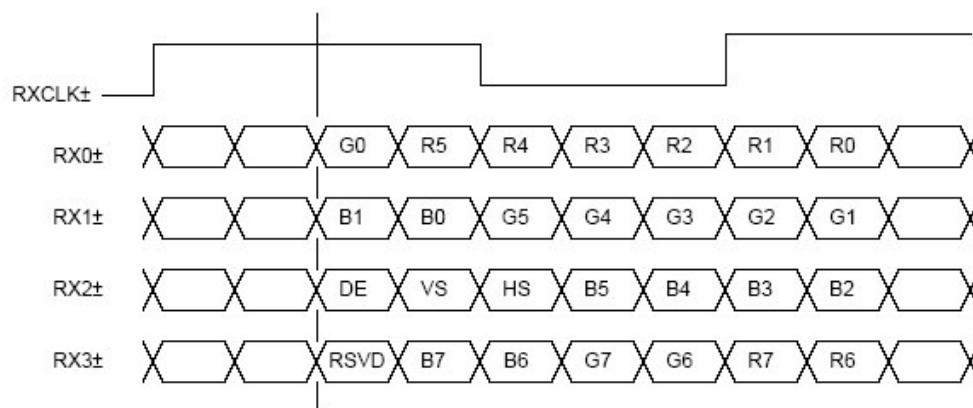 RXCLK±
RX0± G0 R5 R4 R3 R2 R1 R0
RX1± B1 B0 G5 G4 G3 G2 G1
RX2± DE VS HS B5 B4 B3 B2
RX3± RSVD B7 B6 G7 G6 R7 R6